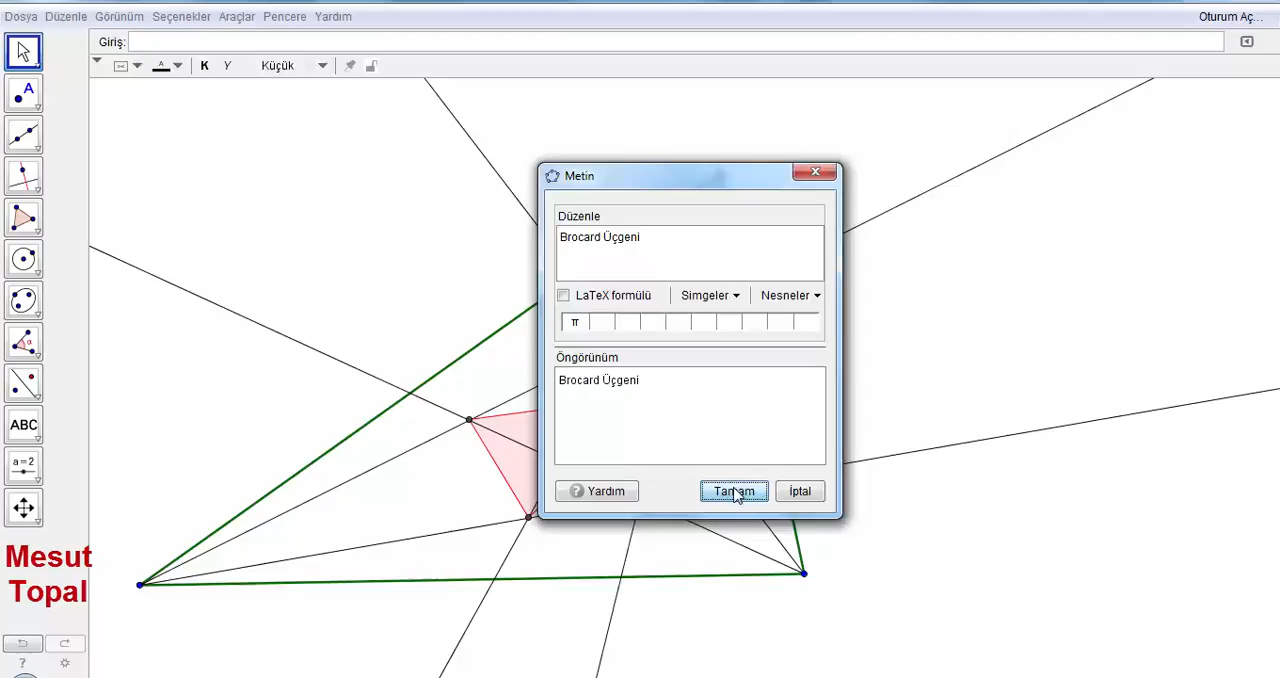 Dosya Düzenle Görünüm Seçenekler Araçlar Pencere Yardım Oturum Aç...
Giriş:
A K Y Küçük
A
Metin
Düzenle
Brocard Üçgeni
LaTeX formülü Simgeler Nesneler
π
Öngörünüm
Brocard Üçgeni
α
ABC
a=2
? Yardım Tamam İptal
Mesut
Topal
?